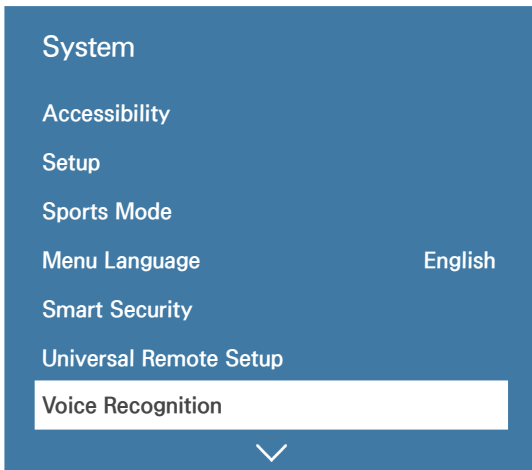 System
Accessibility
Setup
Sports Mode
Menu Language English
Smart Security
Universal Remote Setup
Voice Recognition